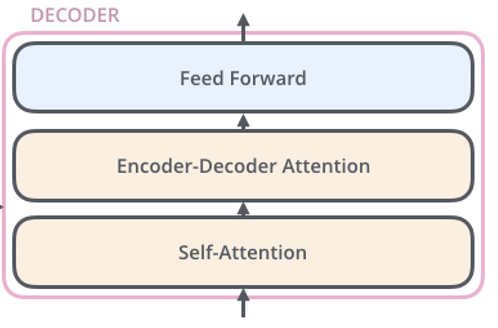 DECODER
Feed Forward
Encoder-Decoder Attention
Self-Attention